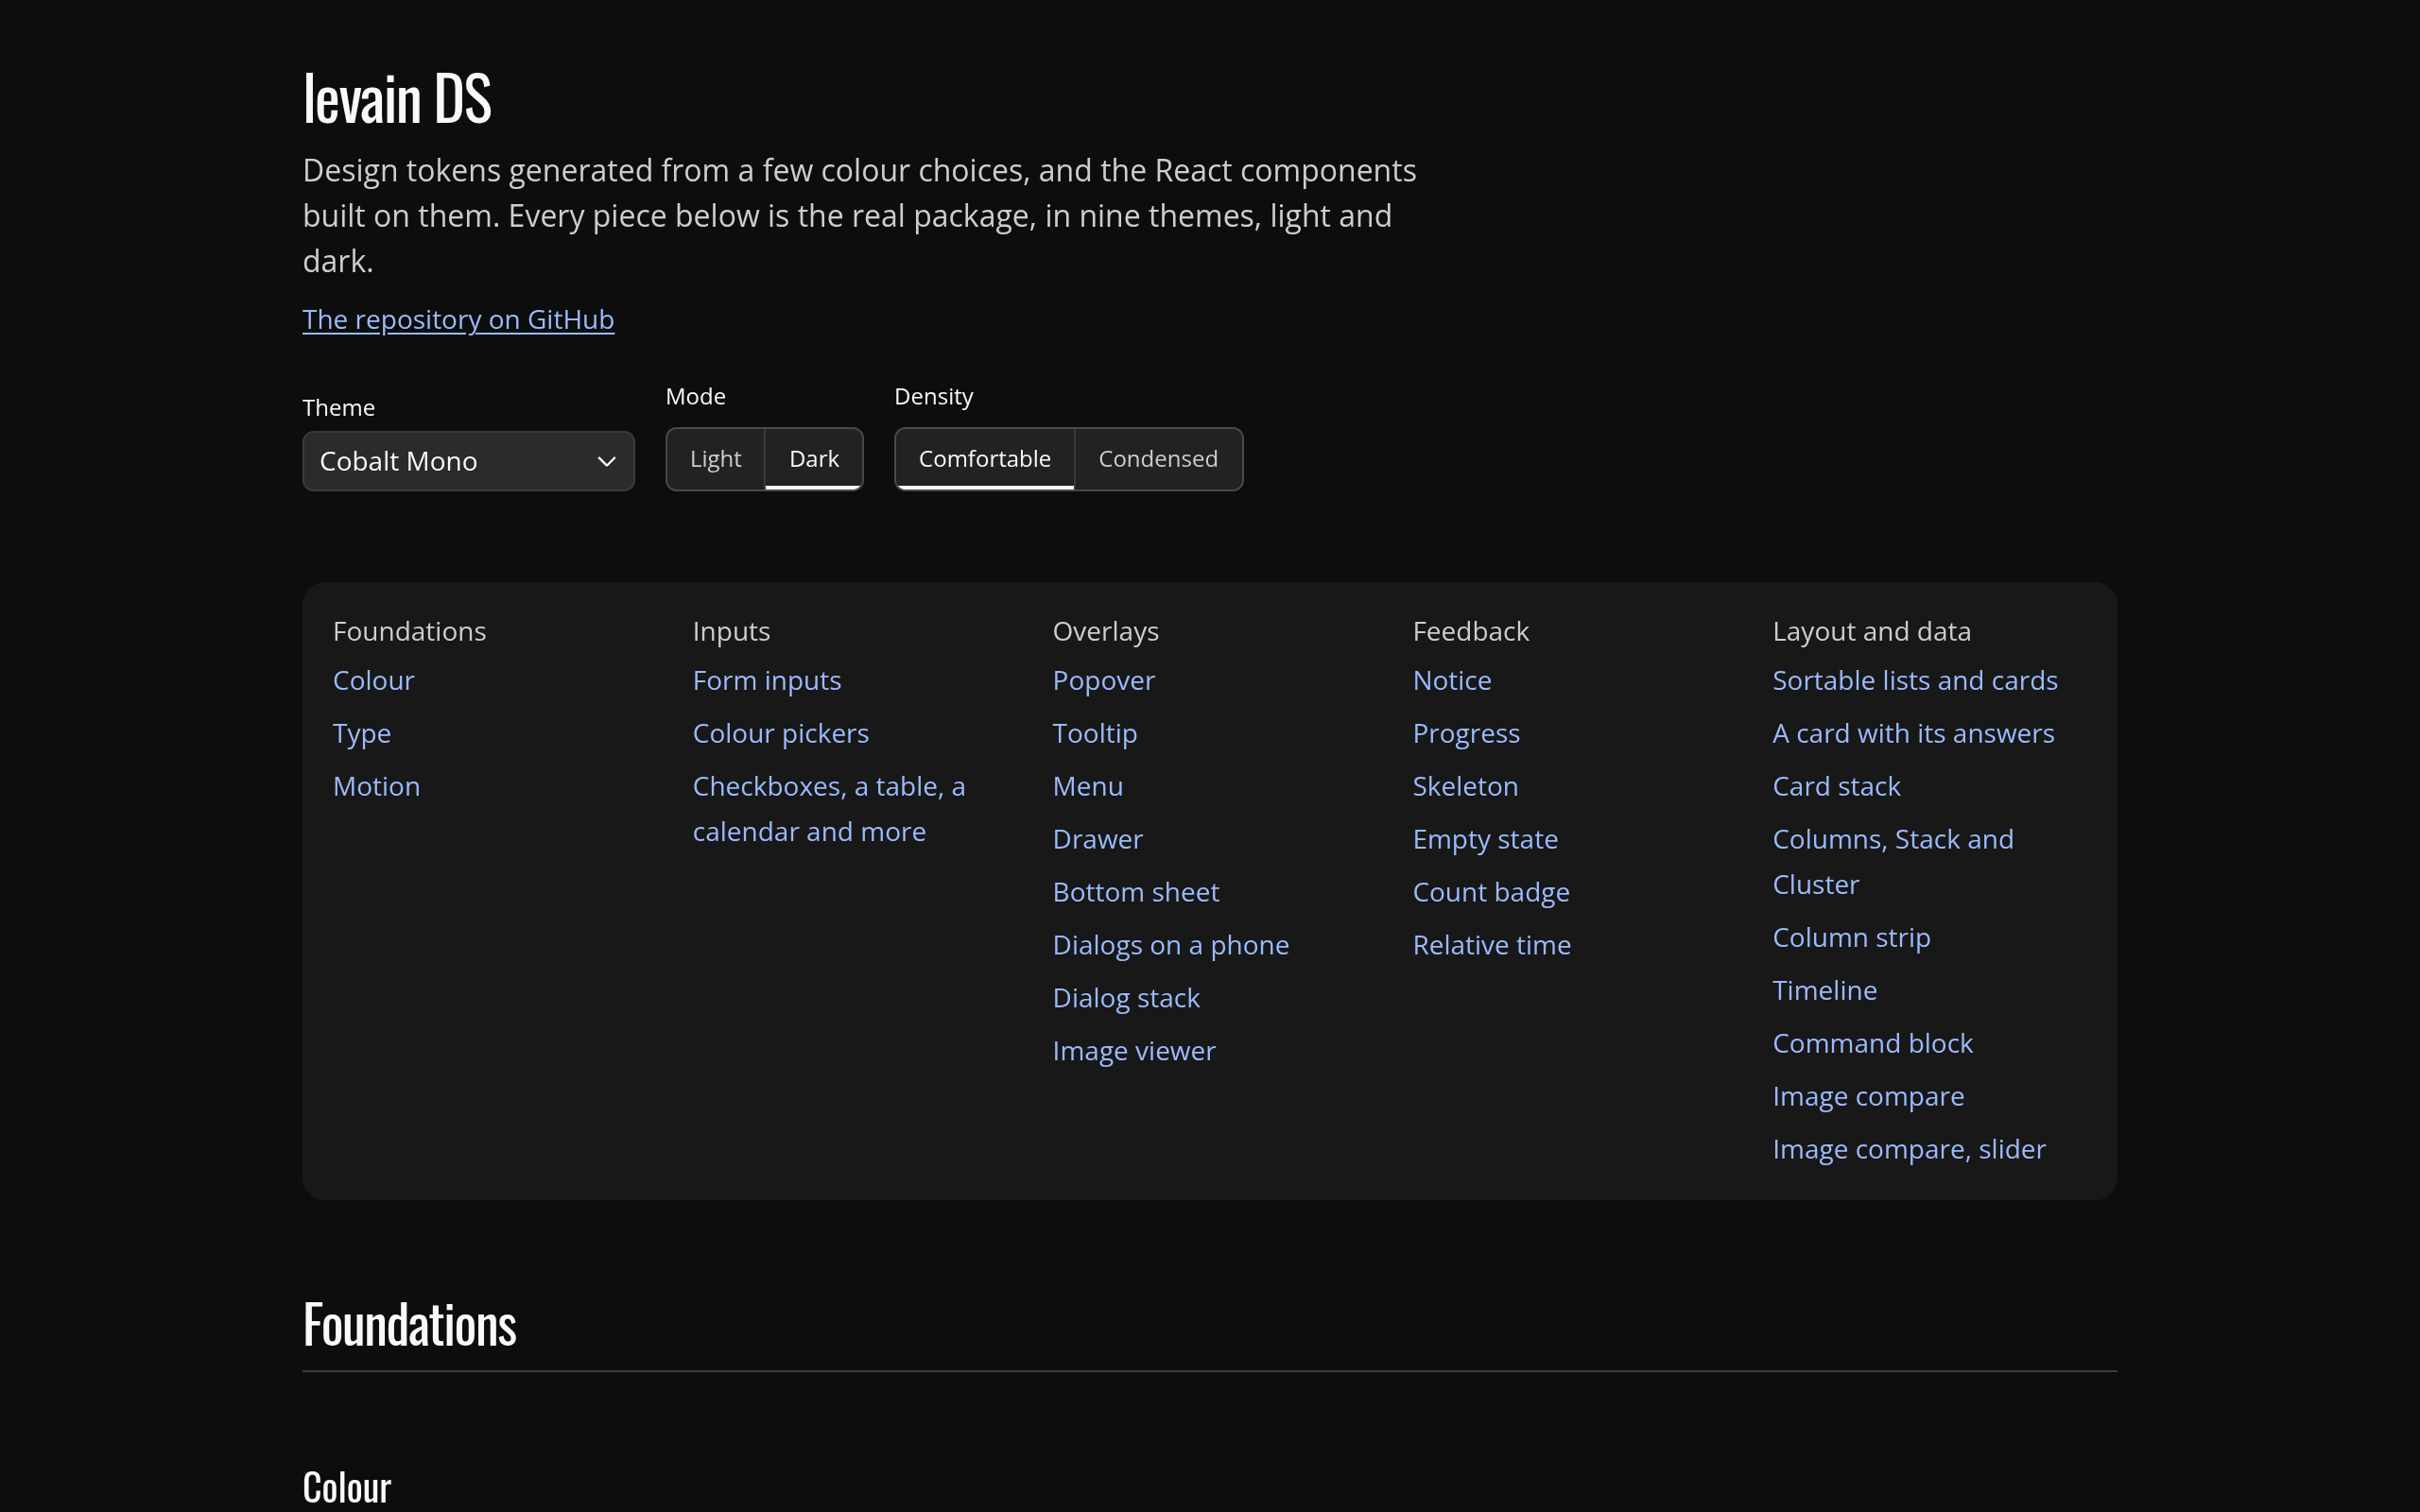 levain DS
Design tokens generated from a few colour choices, and the React components
built on them. Every piece below is the real package, in nine themes, light and
dark.
The repository on GitHub
Theme
Cobalt Mono
Mode
Light
Dark
Density
Comfortable
Condensed
Foundations
Colour
Type
Motion
Inputs
Form inputs
Colour pickers
Checkboxes, a table, a
calendar and more
Overlays
Popover
Tooltip
Menu
Drawer
Bottom sheet
Dialogs on a phone
Dialog stack
Image viewer
Feedback
Notice
Progress
Skeleton
Empty state
Count badge
Relative time
Layout and data
Sortable lists and cards
A card with its answers
Card stack
Columns, Stack and
Cluster
Column strip
Timeline
Command block
Image compare
Image compare, slider
Foundations
Colour